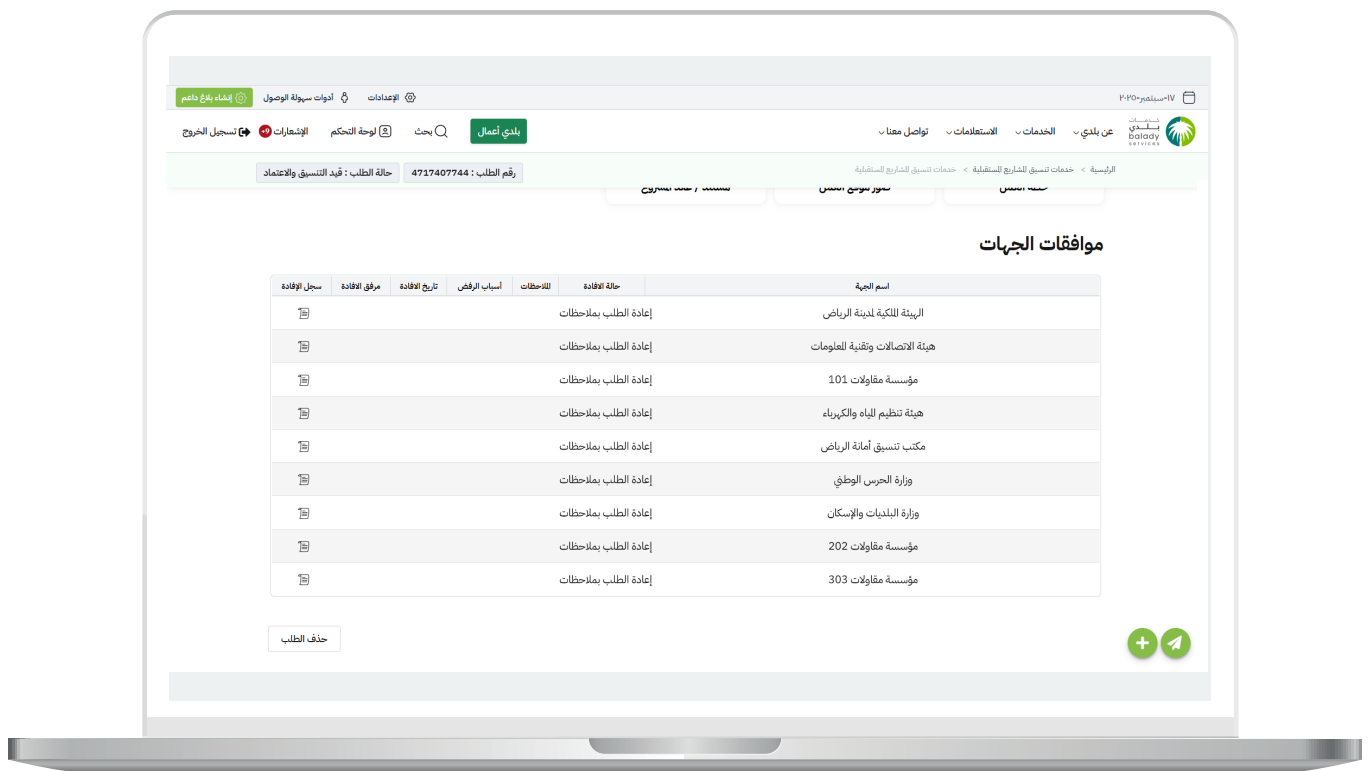 ١٧-سبتمبر-٢٠٢٥
الإعدادات
أدوات سهولة الوصول
إنشاء بلاغ داعم
خدمـــــات
بـلـــدي
balady
services
عن بلدي
الخدمات
الاستعلامات
تواصل معنا
بلدي أعمال
بحث
لوحة التحكم
الإشعارات +9
تسجيل الخروج
الرئيسية > خدمات تنسيق المشاريع المستقبلية > خدمات تنسيق المشاريع المستقبلية
رقم الطلب : 4717407744
حالة الطلب : قيد التنسيق والاعتماد
موافقات الجهات
اسم الجهة حالة الافادة الملاحظات أسباب الرفض تاريخ الافادة مرفق الافادة سجل الإفادة
الهيئة الملكية لمدينة الرياض إعادة الطلب بملاحظات
هيئة الاتصالات وتقنية المعلومات إعادة الطلب بملاحظات
مؤسسة مقاولات 101 إعادة الطلب بملاحظات
هيئة تنظيم المياه والكهرباء إعادة الطلب بملاحظات
مكتب تنسيق أمانة الرياض إعادة الطلب بملاحظات
وزارة الحرس الوطني إعادة الطلب بملاحظات
وزارة البلديات والإسكان إعادة الطلب بملاحظات
مؤسسة مقاولات 202 إعادة الطلب بملاحظات
مؤسسة مقاولات 303 إعادة الطلب بملاحظات
حذف الطلب